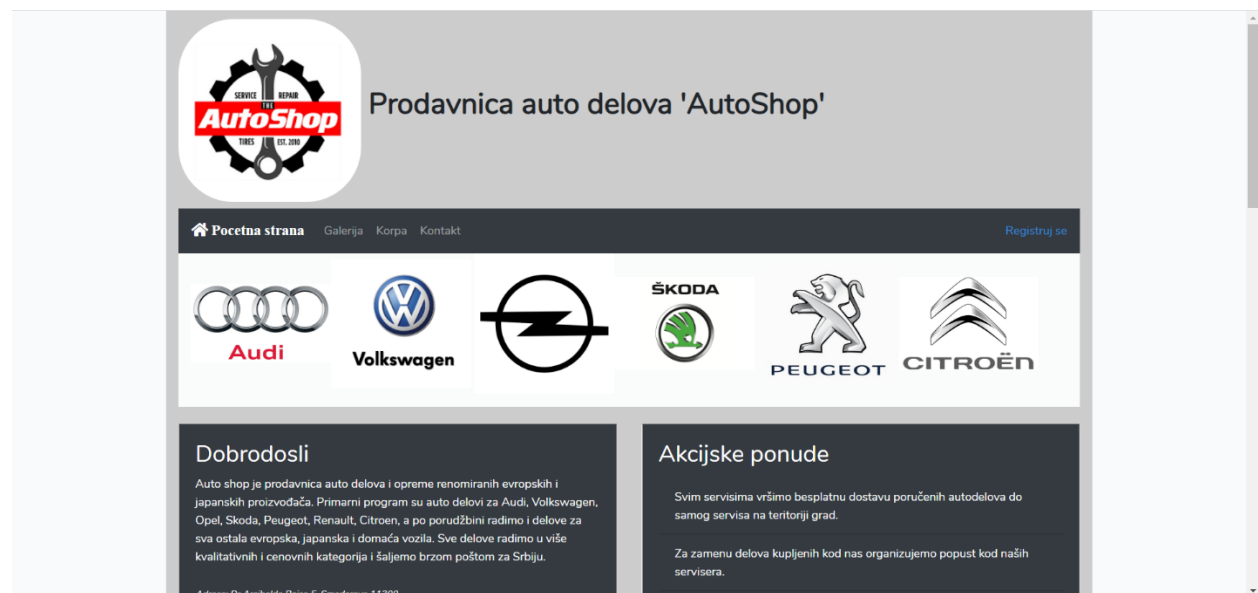 SERVICE REPAIR
THE
AutoShop
TIRES EST. 2010
Prodavnica auto delova 'AutoShop'
Pocetna strana Galerija Korpa Kontakt Registruj se
Audi
Volkswagen
ŠKODA
PEUGEOT
CITROËN
Dobrodosli
Auto shop je prodavnica auto delova i opreme renomiranih evropskih i
japanskih proizvođača. Primarni program su auto delovi za Audi, Volkswagen,
Opel, Skoda, Peugeot, Renault, Citroen, a po porudžbini radimo i delove za
sva ostala evropska, japanska i domaća vozila. Sve delove radimo u više
kvalitativnih i cenovnih kategorija i šaljemo brzom poštom za Srbiju.
Akcijske ponude
Svim servisima vršimo besplatnu dostavu poručenih autodelova do
samog servisa na teritoriji grad.
Za zamenu delova kupljenih kod nas organizujemo popust kod naših
servisera.